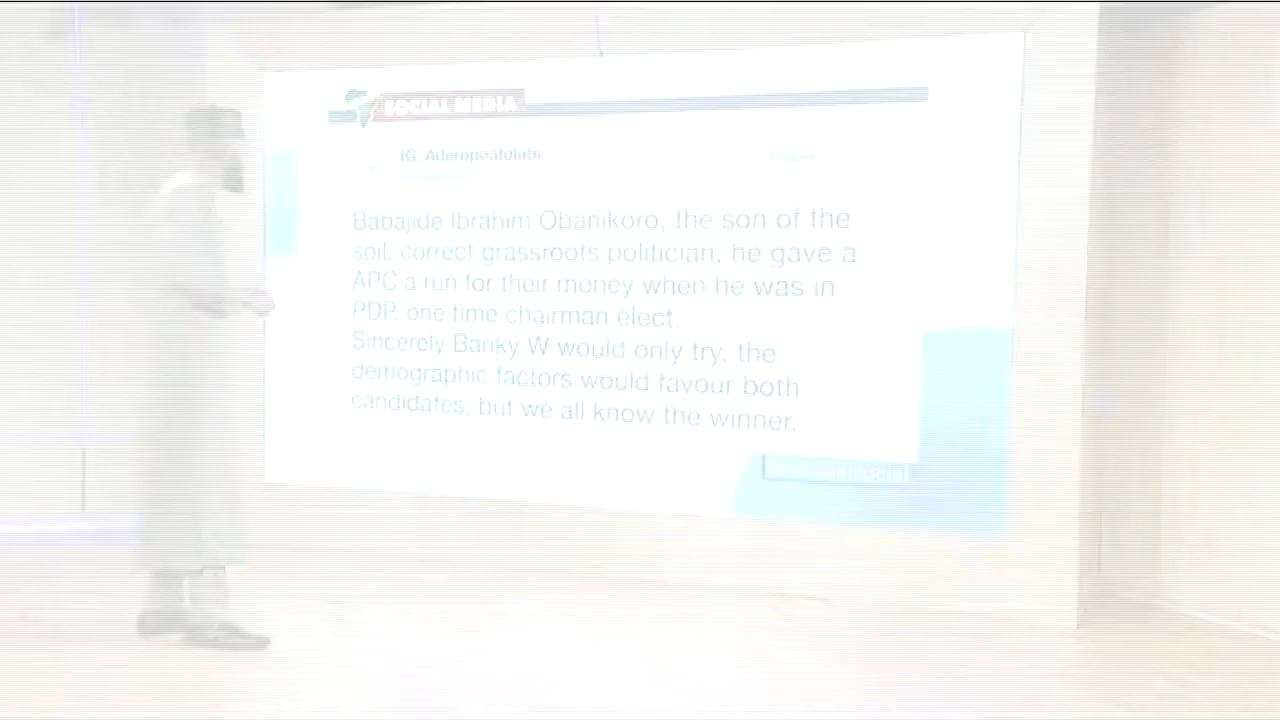 SOCIAL MEDIA
IG, Aderopoafolabi
Babajide Ibrahim Obanikoro, the son of the
soil, correct grassroots politician, he gave a
APC a run for their money when he was in
PDP, one time chairman elect.
Sincerely Banky W would only try, the
demographic factors would favour both
candidates, but we all know the winner.